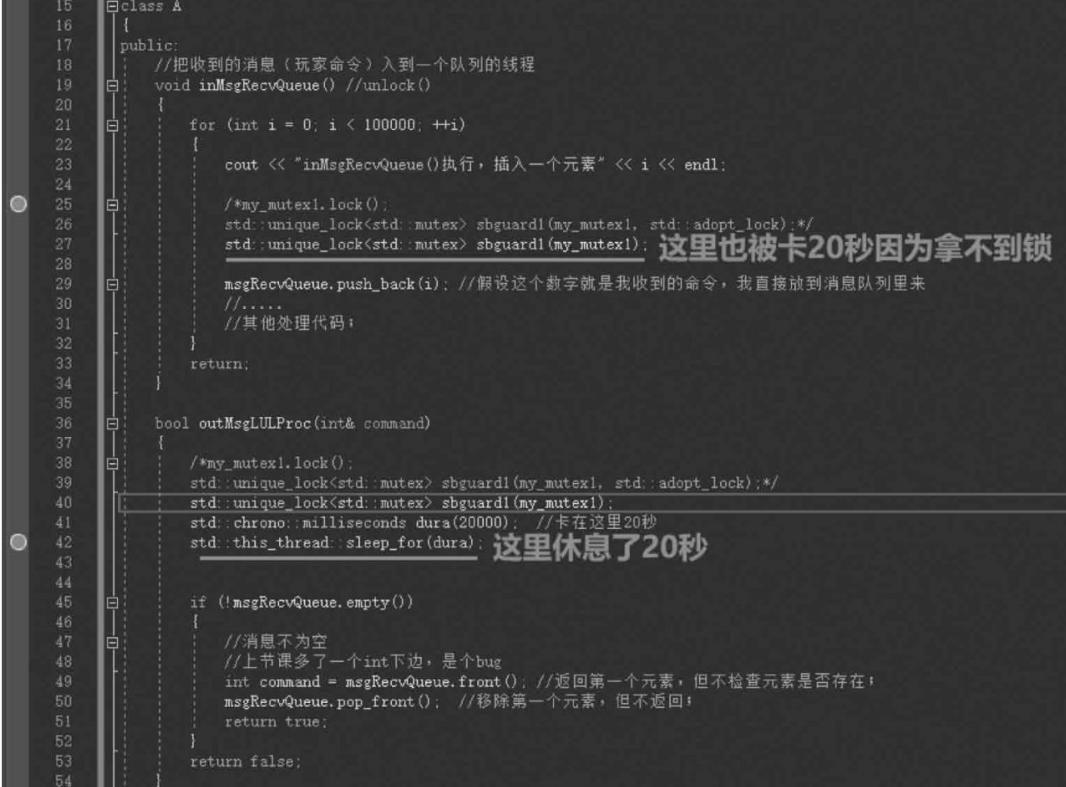 15 class A
16 {
17 public:
18 //把收到的消息（玩家命令）入到一个队列的线程
19 void inMsgRecvQueue() //unlock()
20 {
21 for (int i = 0; i < 100000; ++i)
22 {
23 cout << "inMsgRecvQueue()执行，插入一个元素" << i << endl;
24
25 /*my_mutex1.lock();
26 std::unique_lock<std::mutex> sbguard1(my_mutex1, std::adopt_lock);*/
27 std::unique_lock<std::mutex> sbguard1(my_mutex1); 这里也被卡20秒因为拿不到锁
28
29 msgRecvQueue.push_back(i); //假设这个数字就是我收到的命令，我直接放到消息队列里来
30 //.....
31 //其他处理代码；
32 }
33 return;
34 }
35
36 bool outMsgLULProc(int& command)
37 {
38 /*my_mutex1.lock();
39 std::unique_lock<std::mutex> sbguard1(my_mutex1, std::adopt_lock);*/
40 std::unique_lock<std::mutex> sbguard1(my_mutex1);
41 std::chrono::milliseconds dura(20000); //卡在这里20秒
42 std::this_thread::sleep_for(dura); 这里休息了20秒
43
44
45 if (!msgRecvQueue.empty())
46 {
47 //消息不为空
48 //上节课多了一个int下边，是个bug
49 int command = msgRecvQueue.front(); //返回第一个元素，但不检查元素是否存在；
50 msgRecvQueue.pop_front(); //移除第一个元素，但不返回；
51 return true;
52 }
53 return false;
54 }